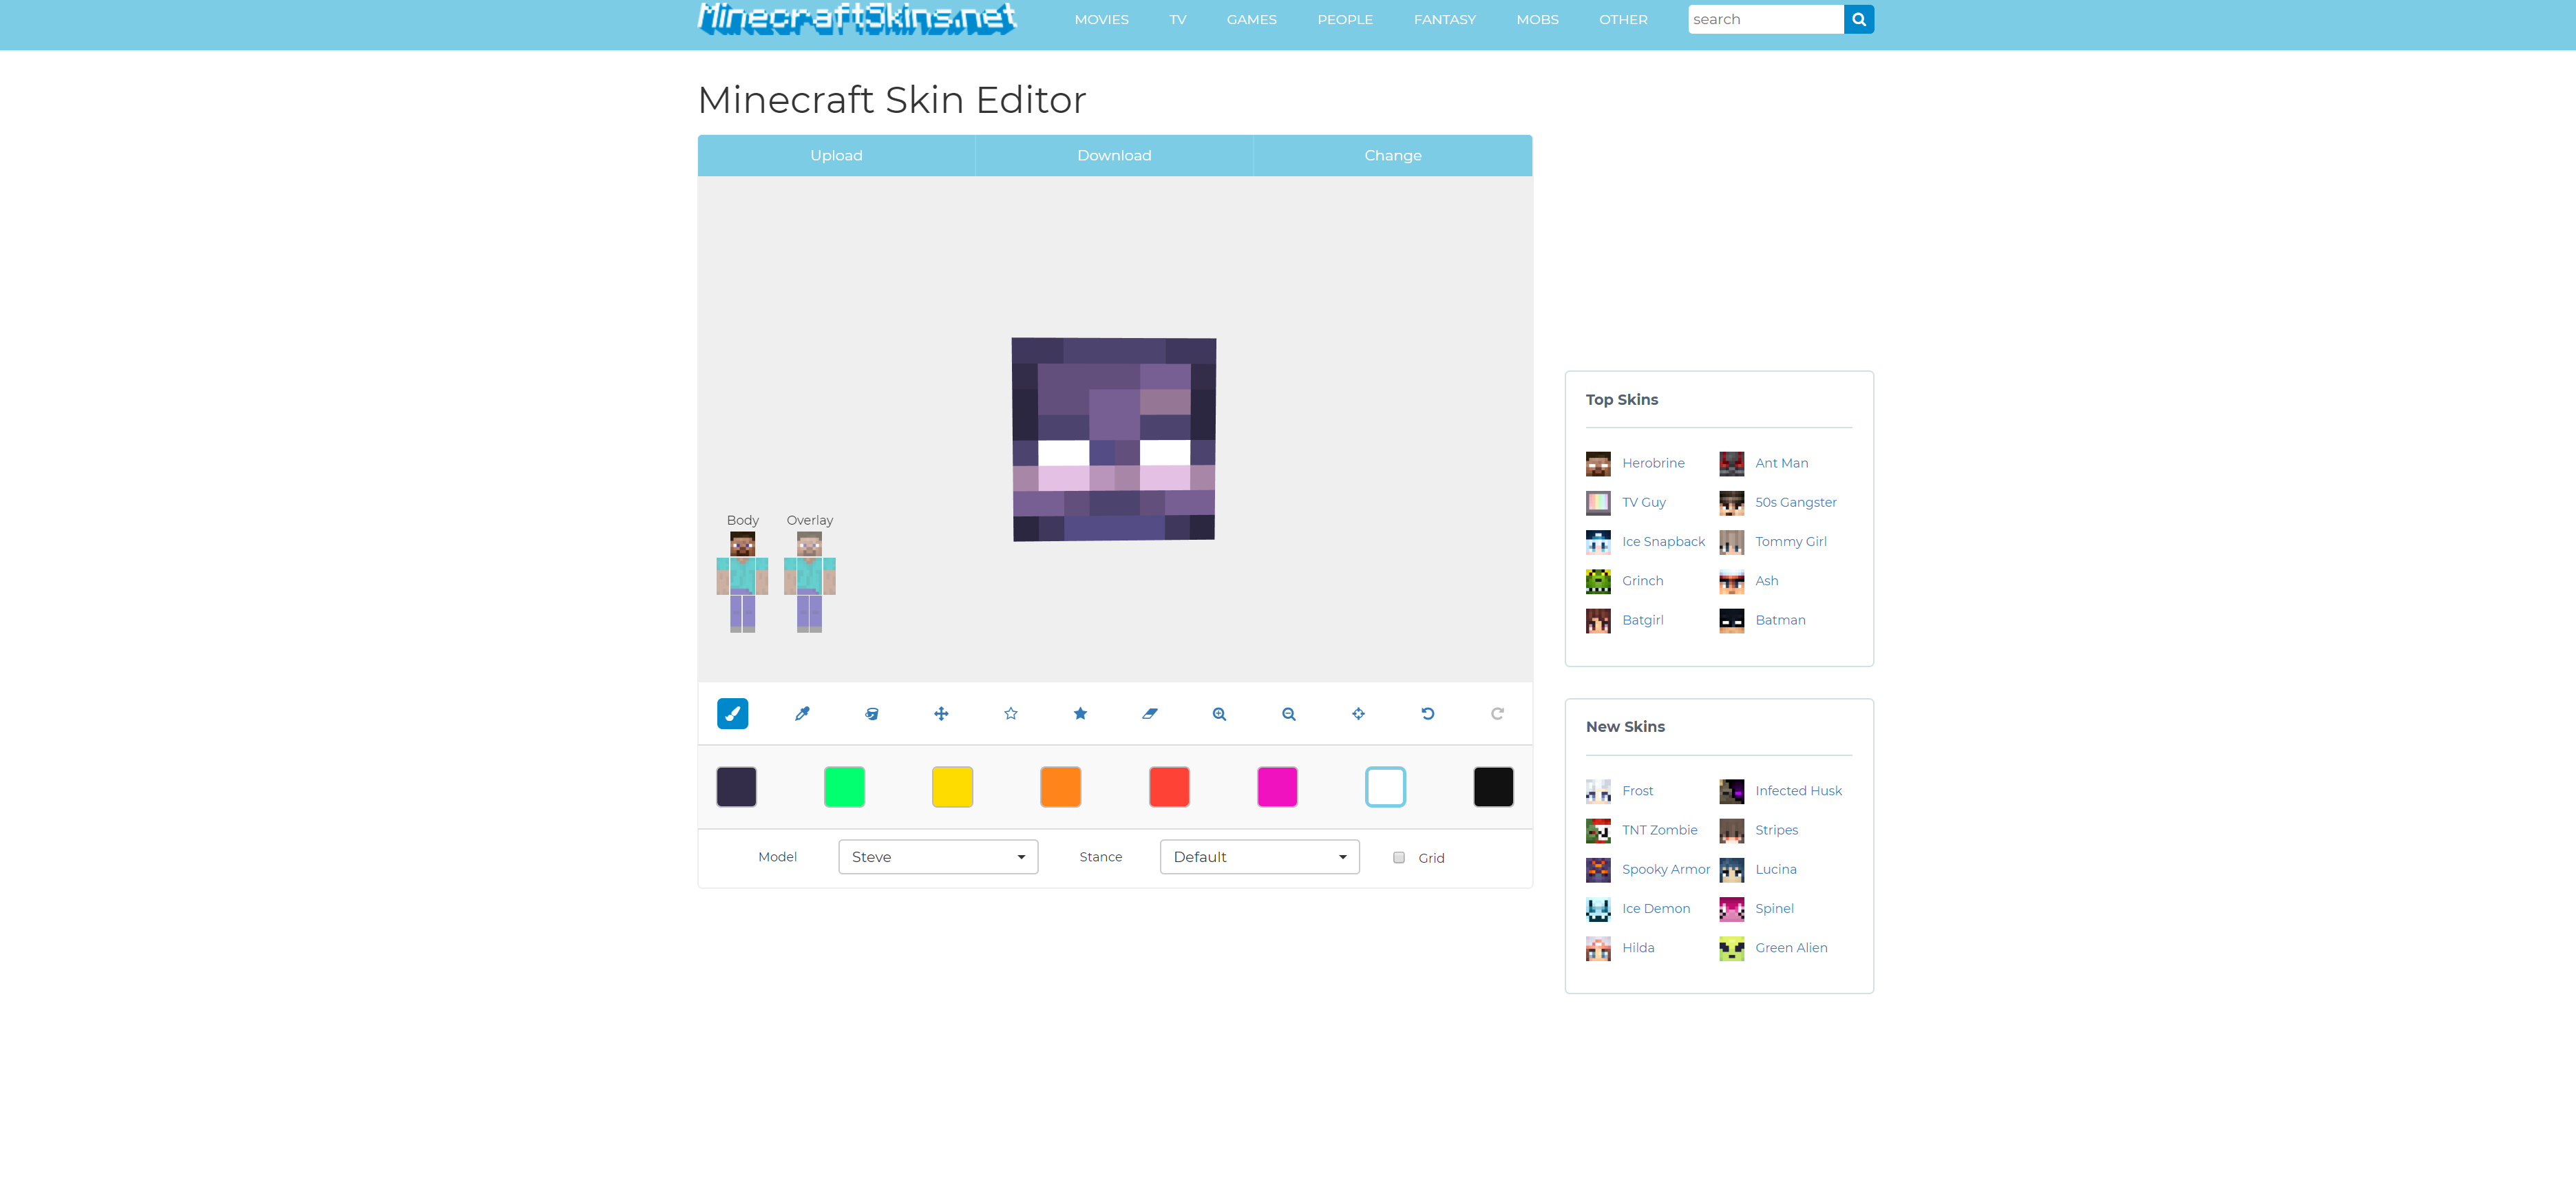 MinecraftSkins.net
MOVIES TV GAMES PEOPLE FANTASY MOBS OTHER search
Minecraft Skin Editor
Upload Download Change
Body Overlay
Model Steve Stance Default Grid
Top Skins
Herobrine Ant Man
TV Guy 50s Gangster
Ice Snapback Tommy Girl
Grinch Ash
Batgirl Batman
New Skins
Frost Infected Husk
TNT Zombie Stripes
Spooky Armor Lucina
Ice Demon Spinel
Hilda Green Alien